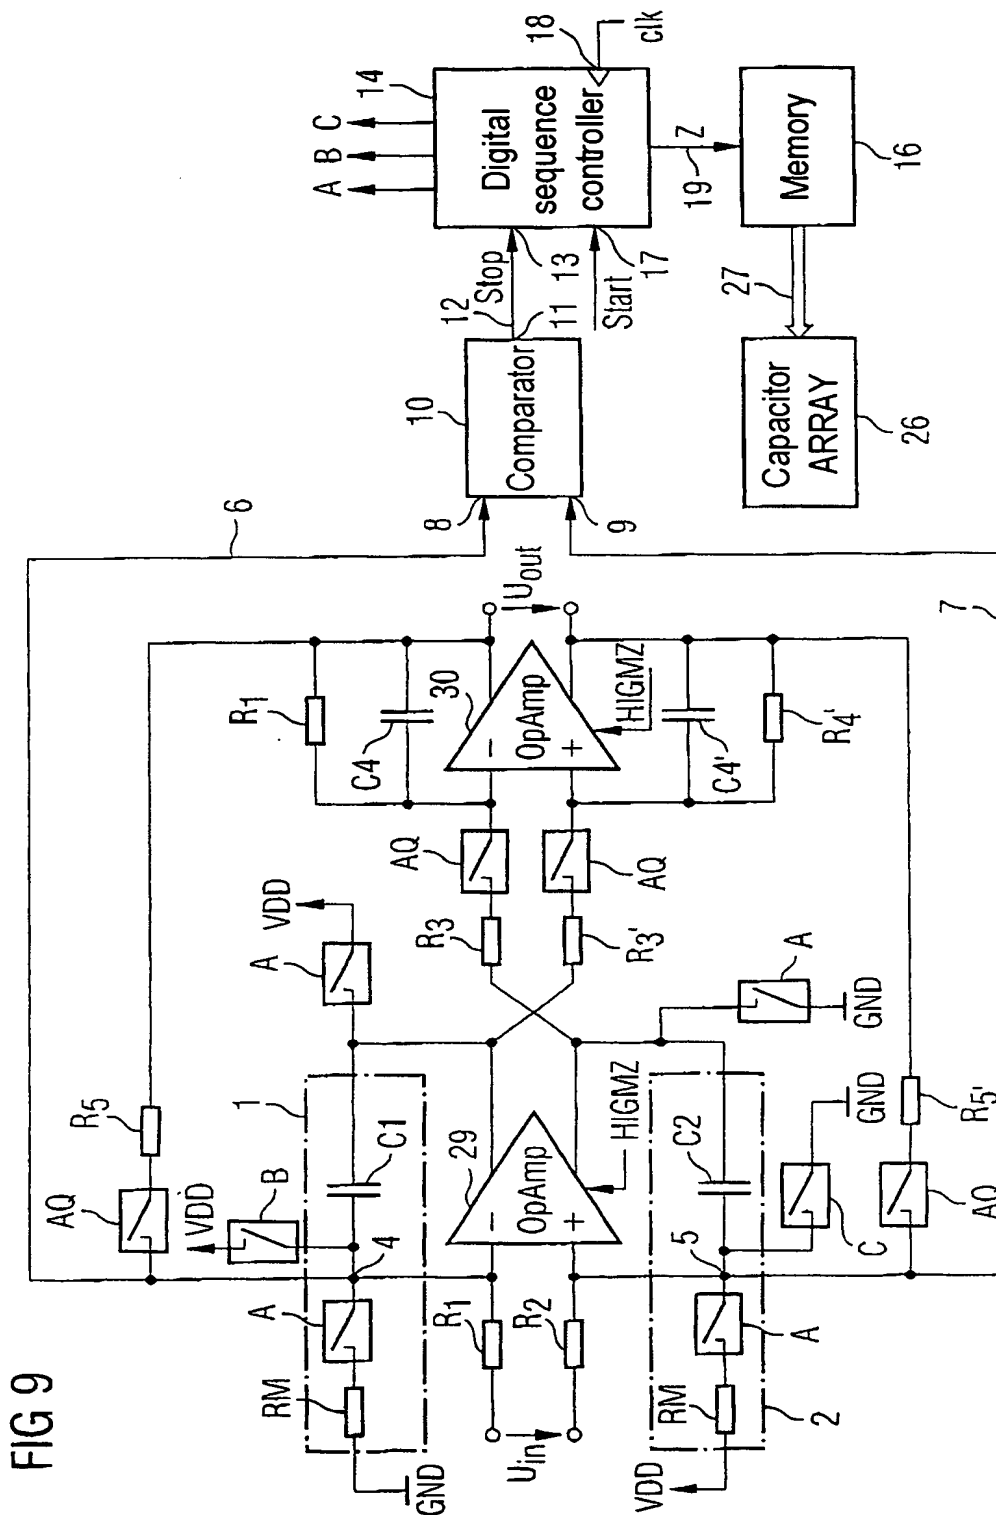 FIG 9
GND
RM
A
4
VDD
B
1
C1
A
VDD
AQ
R5
6
Uin
R1
R2
29
OpAmp
−
+
HIGMZ
R3
R3'
AQ
AQ
30
OpAmp
−
+
HIGMZ
R1
C4
C4'
R4'
Uout
VDD
RM
2
A
5
C2
C
GND
A
GND
AQ
R5'
7
8
9
10
Comparator
11
12
Stop
13
Start
17
A
B
C
14
Digital
sequence
controller
18
clk
19
Z
Memory
16
27
Capacitor
ARRAY
26